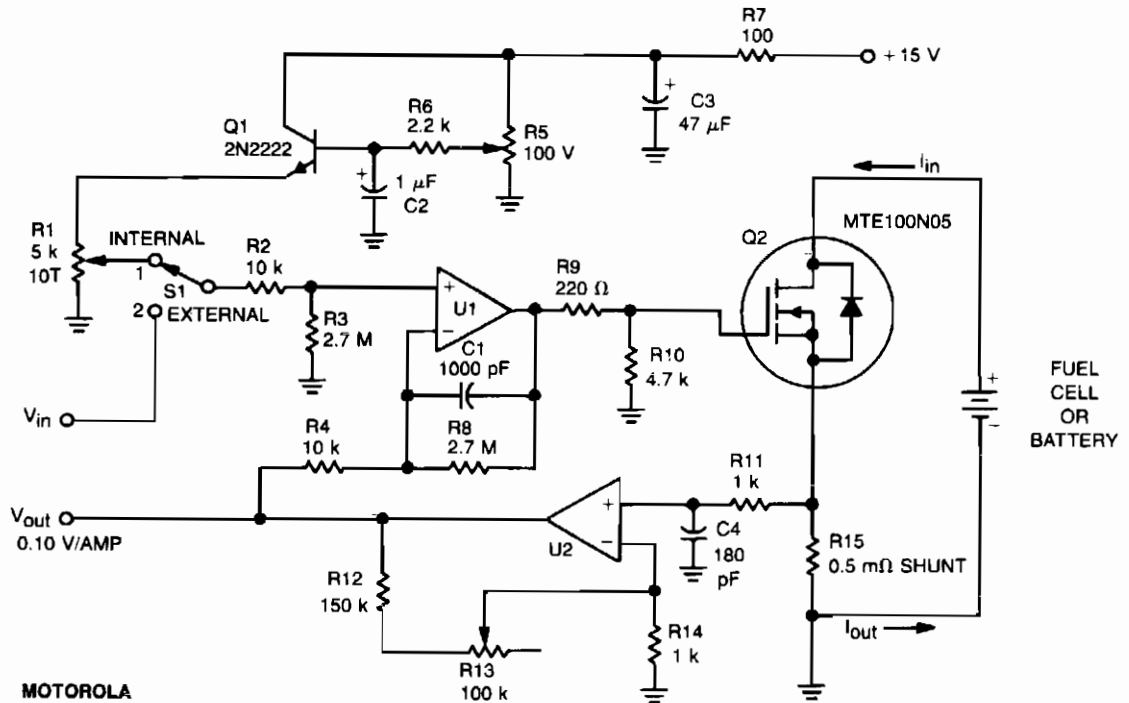 R7
100
+ 15 V
+
C3
47 μF
R6
2.2 k
R5
100 V
Q1
2N2222
+
1 μF
C2
I_in
MTE100N05
Q2
R1
5 k
10T
INTERNAL
1
S1
2
EXTERNAL
R2
10 k
R3
2.7 M
+
U1
−
R9
220 Ω
C1
1000 pF
R10
4.7 k
+
−
FUEL
CELL
OR
BATTERY
V_in
R4
10 k
R8
2.7 M
R11
1 k
V_out
0.10 V/AMP
+
−
U2
C4
180
pF
R15
0.5 mΩ SHUNT
R12
150 k
R13
100 k
R14
1 k
I_out
MOTOROLA